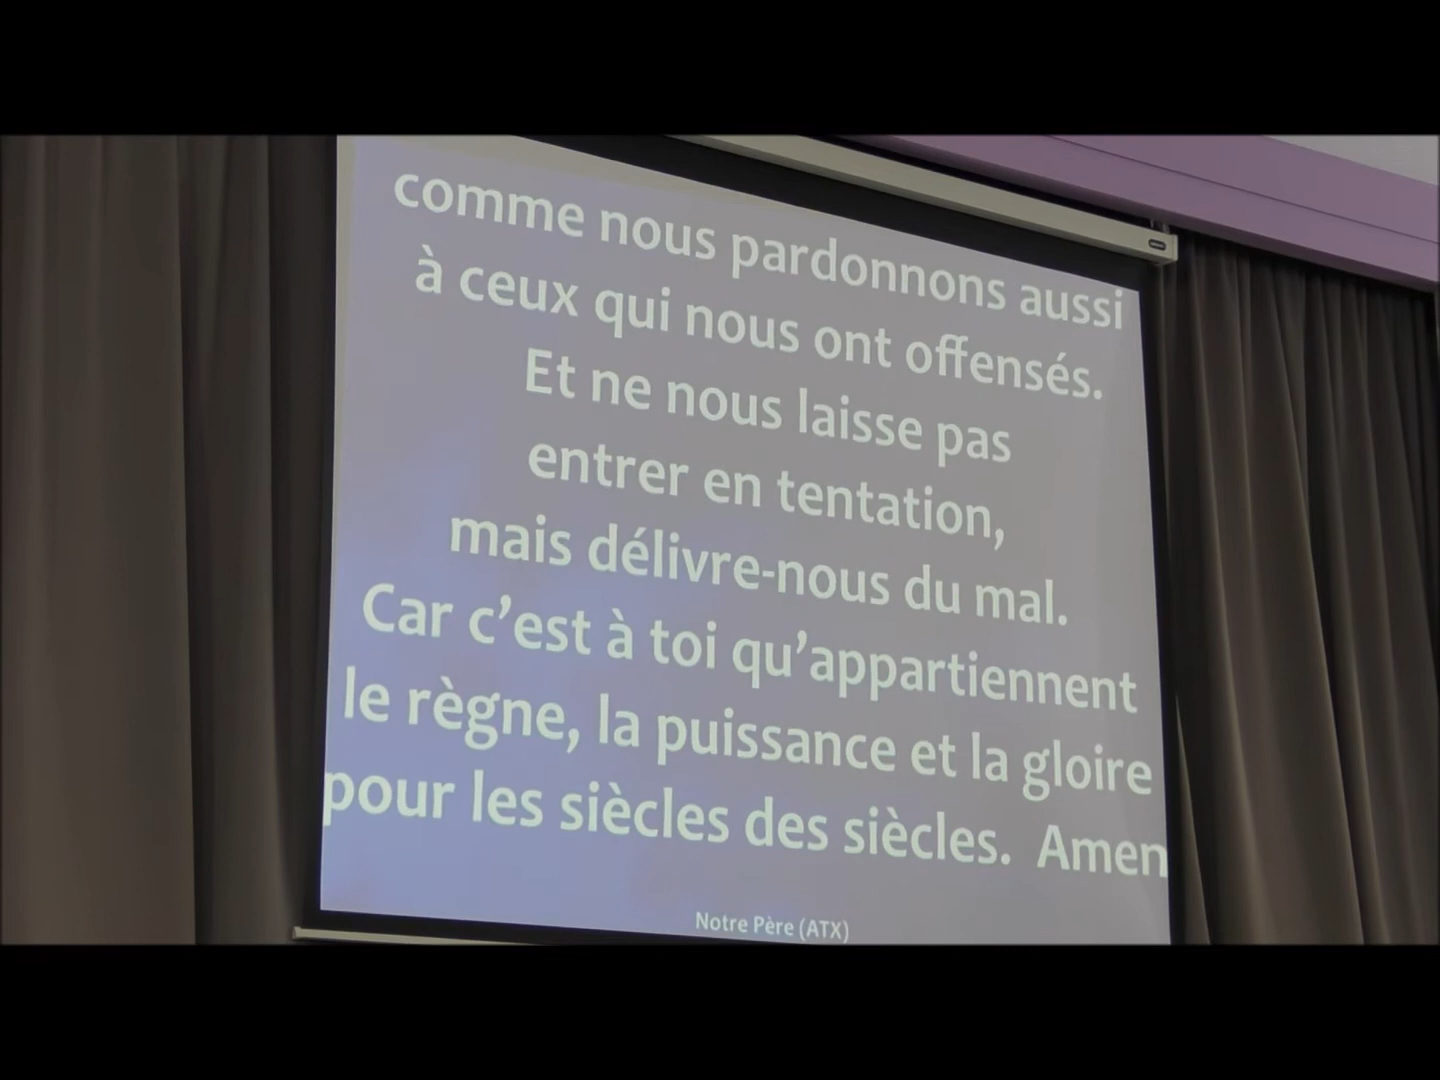 comme nous pardonnons aussi
à ceux qui nous ont offensés.
Et ne nous laisse pas
entrer en tentation,
mais délivre-nous du mal.
Car c’est à toi qu’appartiennent
le règne, la puissance et la gloire
pour les siècles des siècles.  Amen
Notre Père (ATX)